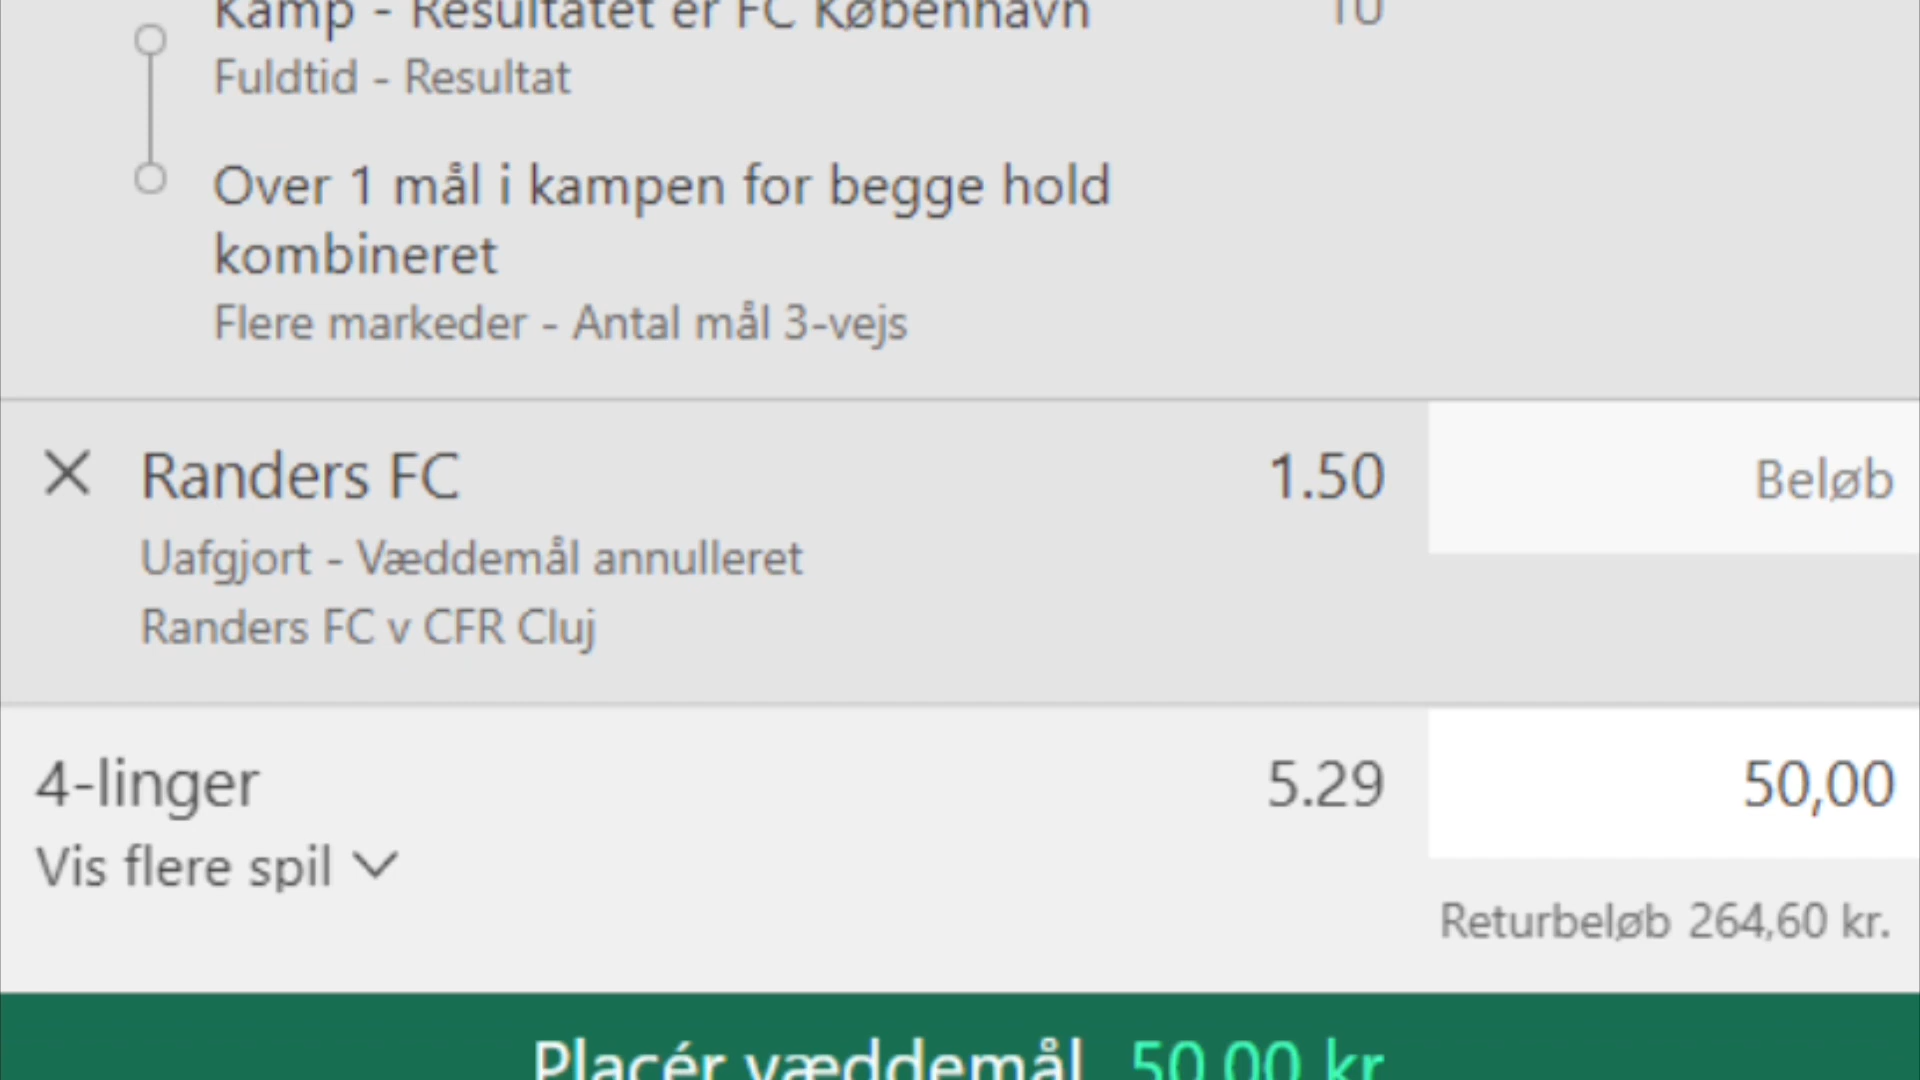 Kamp - Resultatet er FC København
Fuldtid - Resultat
Over 1 mål i kampen for begge hold
kombineret
Flere markeder - Antal mål 3-vejs
Randers FC 1.50 Beløb
Uafgjort - Væddemål annulleret
Randers FC v CFR Cluj
4-linger 5.29 50,00
Vis flere spil
Returbeløb 264,60 kr.
Placér væddemål 50,00 kr